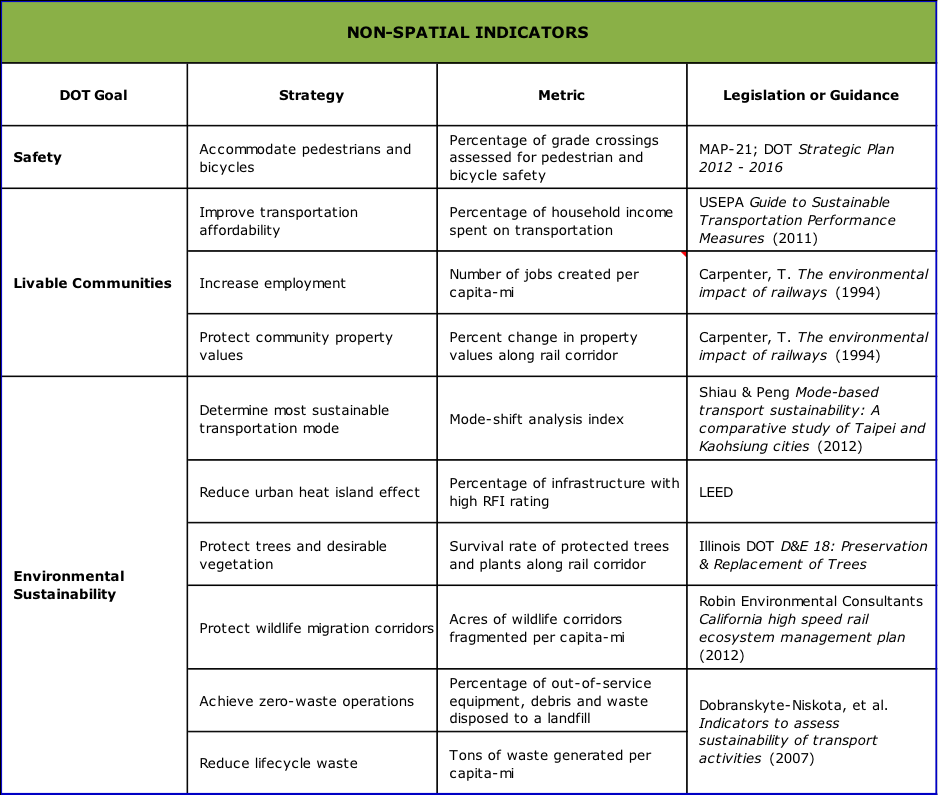 NON-SPATIAL INDICATORS
DOT Goal
Strategy
Metric
Legislation or Guidance
Safety
Accommodate pedestrians and
bicycles
Percentage of grade crossings
assessed for pedestrian and
bicycle safety
MAP-21; DOT Strategic Plan
2012 - 2016
Livable Communities
Improve transportation
affordability
Percentage of household income
spent on transportation
USEPA Guide to Sustainable
Transportation Performance
Measures (2011)
Increase employment
Number of jobs created per
capita-mi
Carpenter, T. The environmental
impact of railways (1994)
Protect community property
values
Percent change in property
values along rail corridor
Carpenter, T. The environmental
impact of railways (1994)
Environmental
Sustainability
Determine most sustainable
transportation mode
Mode-shift analysis index
Shiau & Peng Mode-based
transport sustainability: A
comparative study of Taipei and
Kaohsiung cities (2012)
Reduce urban heat island effect
Percentage of infrastructure with
high RFI rating
LEED
Protect trees and desirable
vegetation
Survival rate of protected trees
and plants along rail corridor
Illinois DOT D&E 18: Preservation
& Replacement of Trees
Protect wildlife migration corridors
Acres of wildlife corridors
fragmented per capita-mi
Robin Environmental Consultants
California high speed rail
ecosystem management plan
(2012)
Achieve zero-waste operations
Percentage of out-of-service
equipment, debris and waste
disposed to a landfill
Dobranskyte-Niskota, et al.
Indicators to assess
sustainability of transport
activities (2007)
Reduce lifecycle waste
Tons of waste generated per
capita-mi